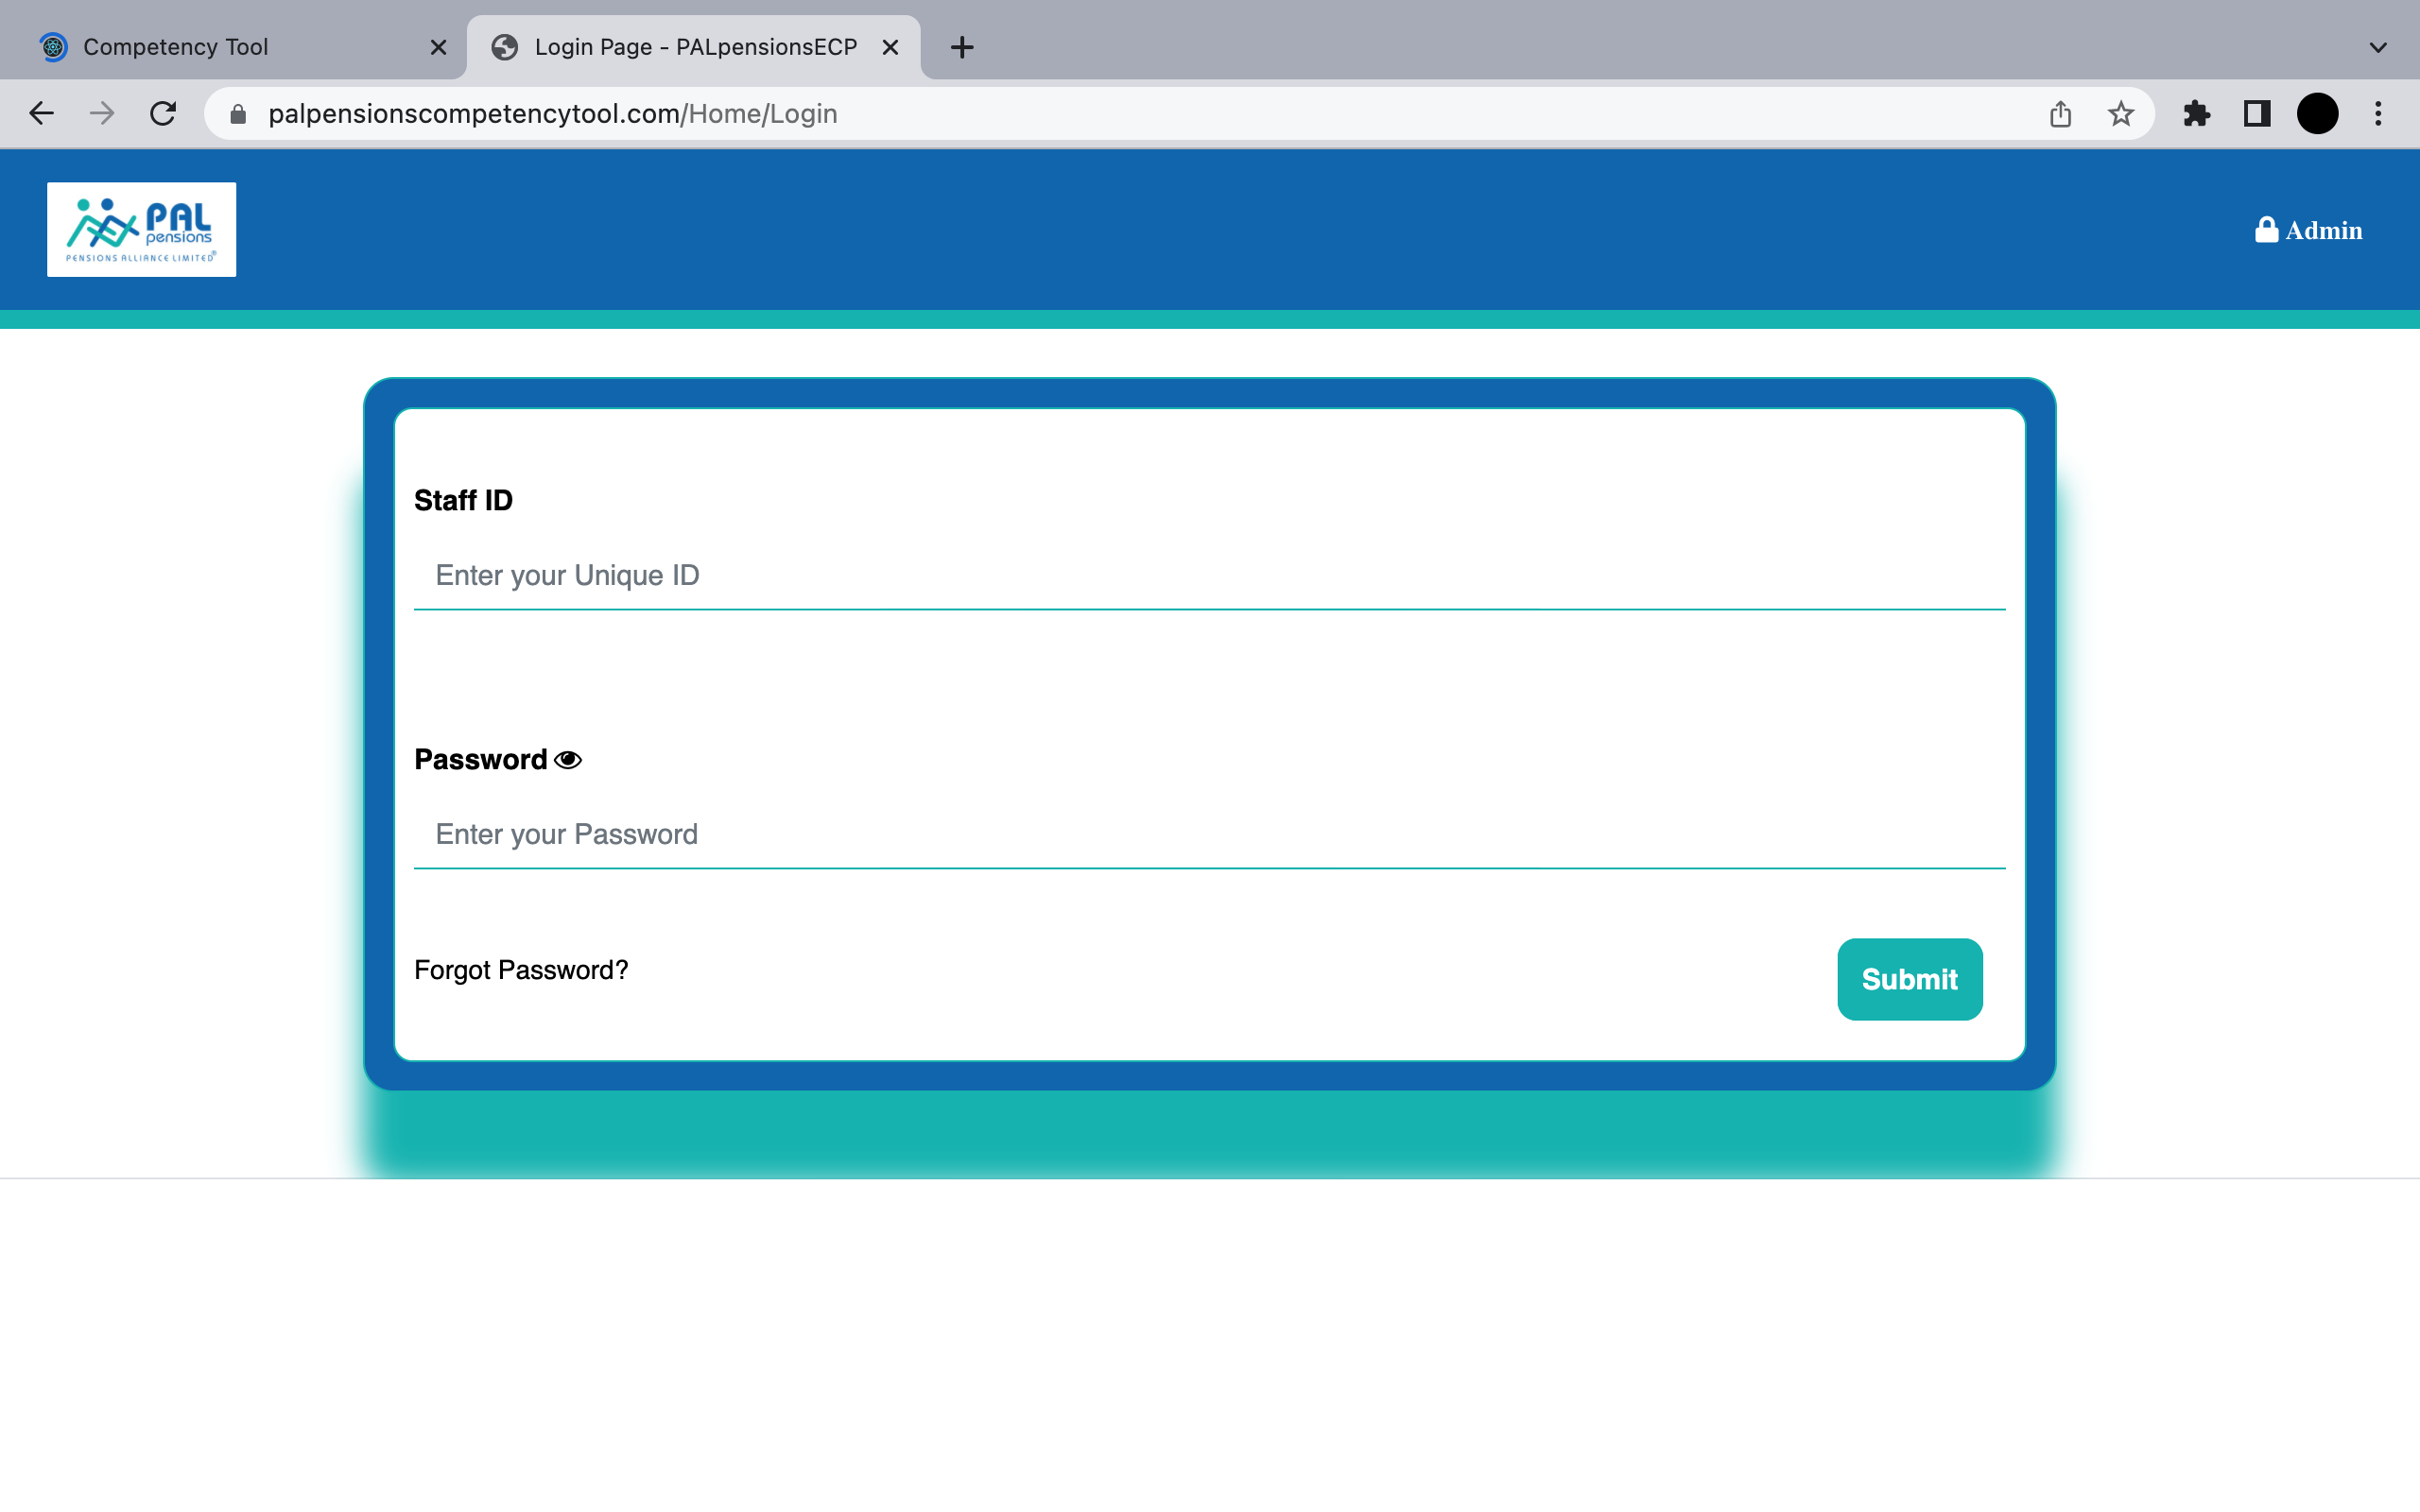 Competency Tool
Login Page - PALpensionsECP
palpensionscompetencytool.com/Home/Login
PAL
pensions
PENSIONS ALLIANCE LIMITED®
Admin
Staff ID
Enter your Unique ID
Password
Enter your Password
Forgot Password?
Submit